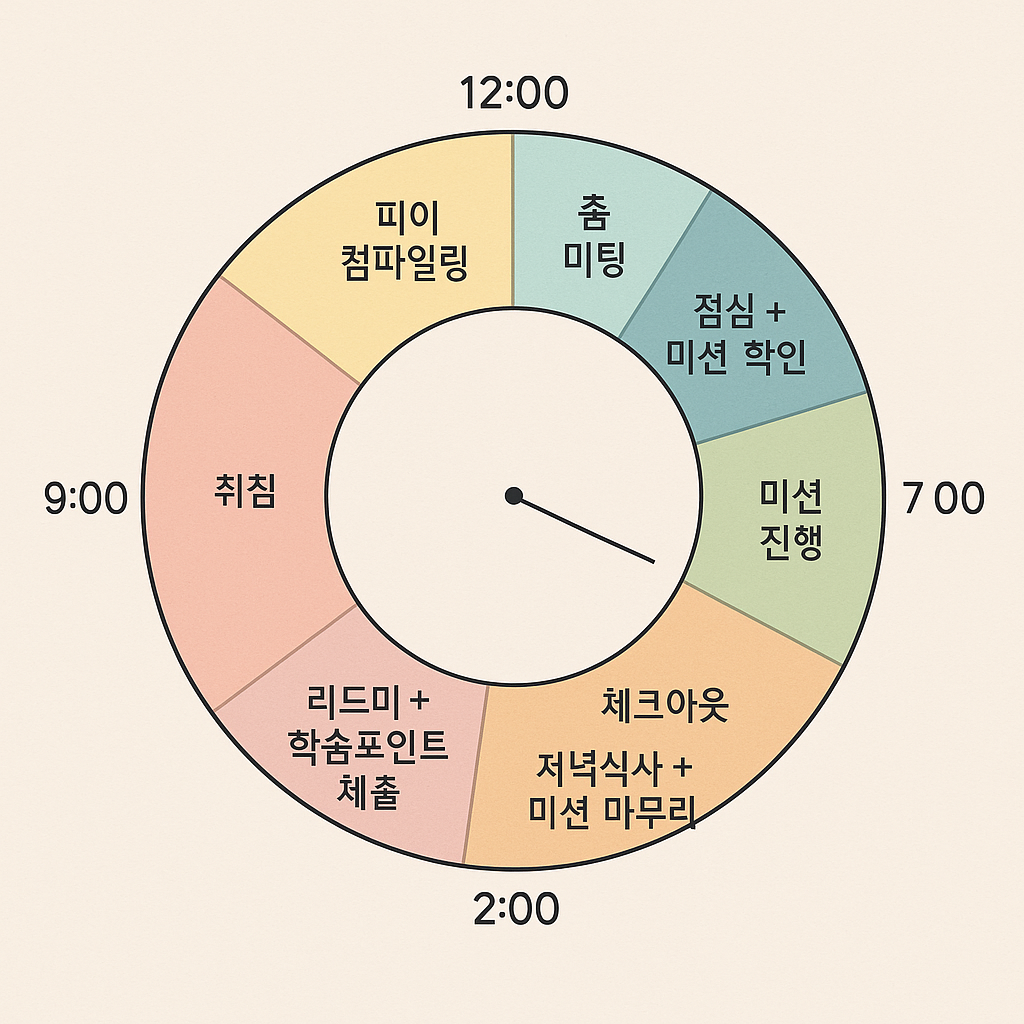 12:00
피이
컴파일링
춤
미팅
점심 +
미션 학인
9:00
취침
미션
진행
7 00
리드미 +
학숨포인트
체출
체크아웃
저녁식사 +
미션 마무리
2:00